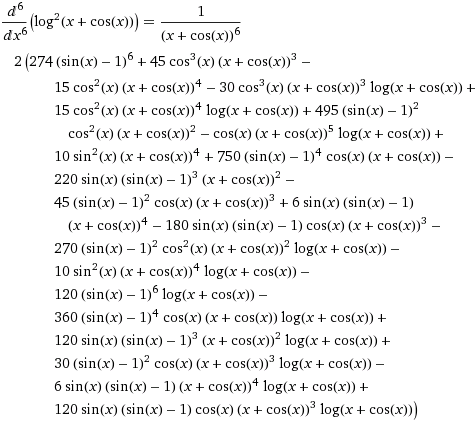 d⁶/dx⁶ (log²(x + cos(x))) = 1/(x + cos(x))⁶
2 (274 (sin(x) − 1)⁶ + 45 cos³(x) (x + cos(x))³ −
15 cos²(x) (x + cos(x))⁴ − 30 cos³(x) (x + cos(x))³ log(x + cos(x)) +
15 cos²(x) (x + cos(x))⁴ log(x + cos(x)) + 495 (sin(x) − 1)²
cos²(x) (x + cos(x))² − cos(x) (x + cos(x))⁵ log(x + cos(x)) +
10 sin²(x) (x + cos(x))⁴ + 750 (sin(x) − 1)⁴ cos(x) (x + cos(x)) −
220 sin(x) (sin(x) − 1)³ (x + cos(x))² −
45 (sin(x) − 1)² cos(x) (x + cos(x))³ + 6 sin(x) (sin(x) − 1)
(x + cos(x))⁴ − 180 sin(x) (sin(x) − 1) cos(x) (x + cos(x))³ −
270 (sin(x) − 1)² cos²(x) (x + cos(x))² log(x + cos(x)) −
10 sin²(x) (x + cos(x))⁴ log(x + cos(x)) −
120 (sin(x) − 1)⁶ log(x + cos(x)) −
360 (sin(x) − 1)⁴ cos(x) (x + cos(x)) log(x + cos(x)) +
120 sin(x) (sin(x) − 1)³ (x + cos(x))² log(x + cos(x)) +
30 (sin(x) − 1)² cos(x) (x + cos(x))³ log(x + cos(x)) −
6 sin(x) (sin(x) − 1) (x + cos(x))⁴ log(x + cos(x)) +
120 sin(x) (sin(x) − 1) cos(x) (x + cos(x))³ log(x + cos(x)))